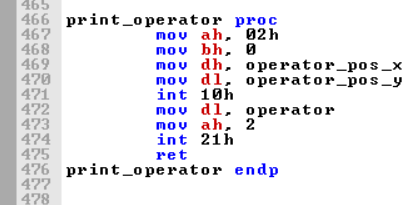 465
466 print_operator proc
467 mov ah, 02h
468 mov bh, 0
469 mov dh, operator_pos_x
470 mov dl, operator_pos_y
471 int 10h
472 mov dl, operator
473 mov ah, 2
474 int 21h
475 ret
476 print_operator endp
477
478